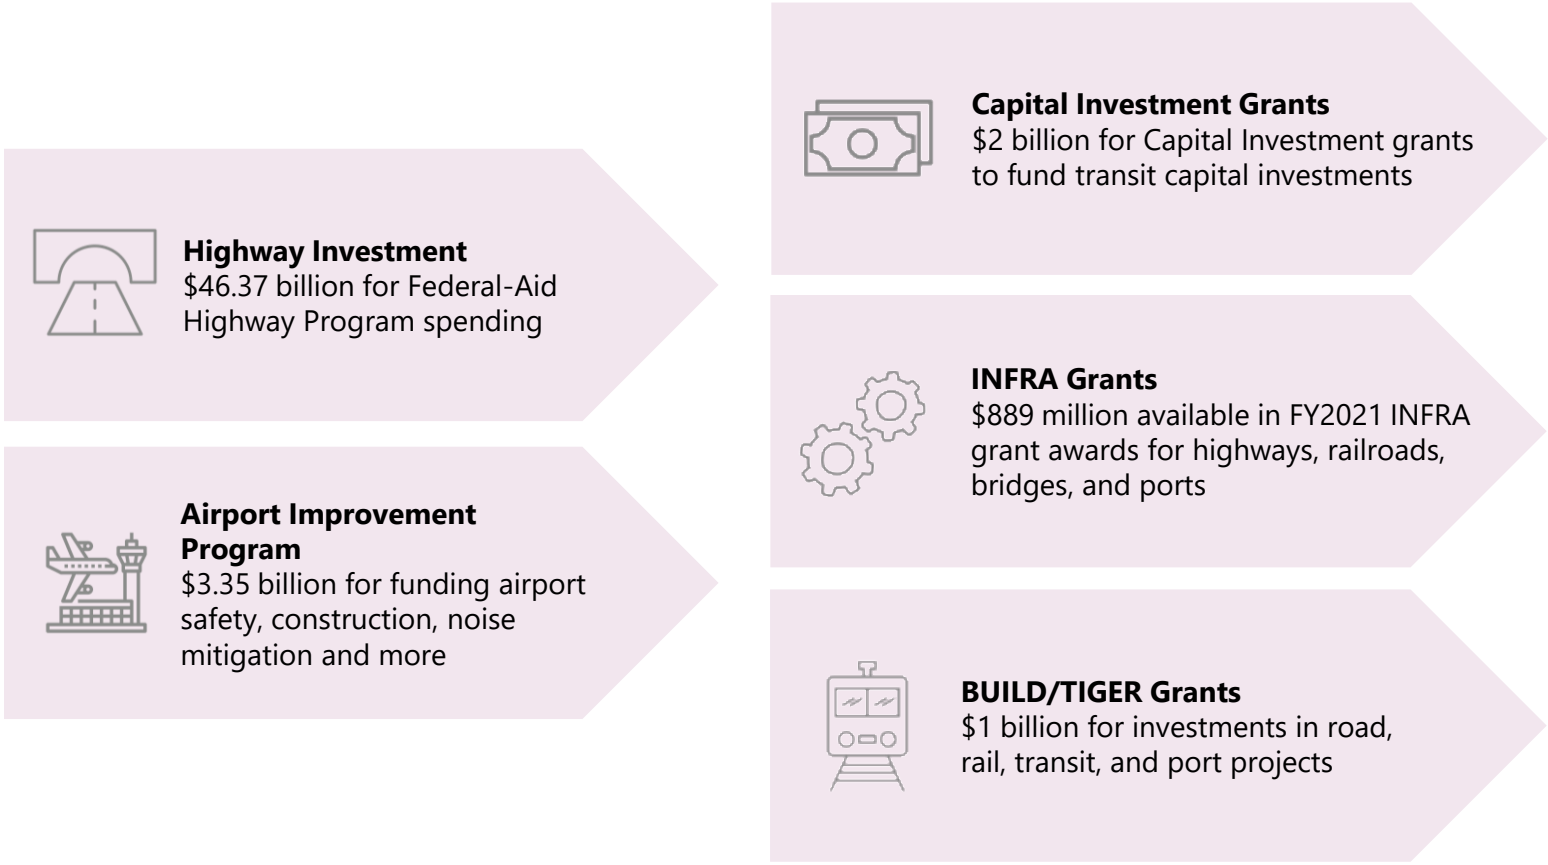 Highway Investment
$46.37 billion for Federal-Aid
Highway Program spending
Airport Improvement
Program
$3.35 billion for funding airport
safety, construction, noise
mitigation and more
Capital Investment Grants
$2 billion for Capital Investment grants
to fund transit capital investments
INFRA Grants
$889 million available in FY2021 INFRA
grant awards for highways, railroads,
bridges, and ports
BUILD/TIGER Grants
$1 billion for investments in road,
rail, transit, and port projects